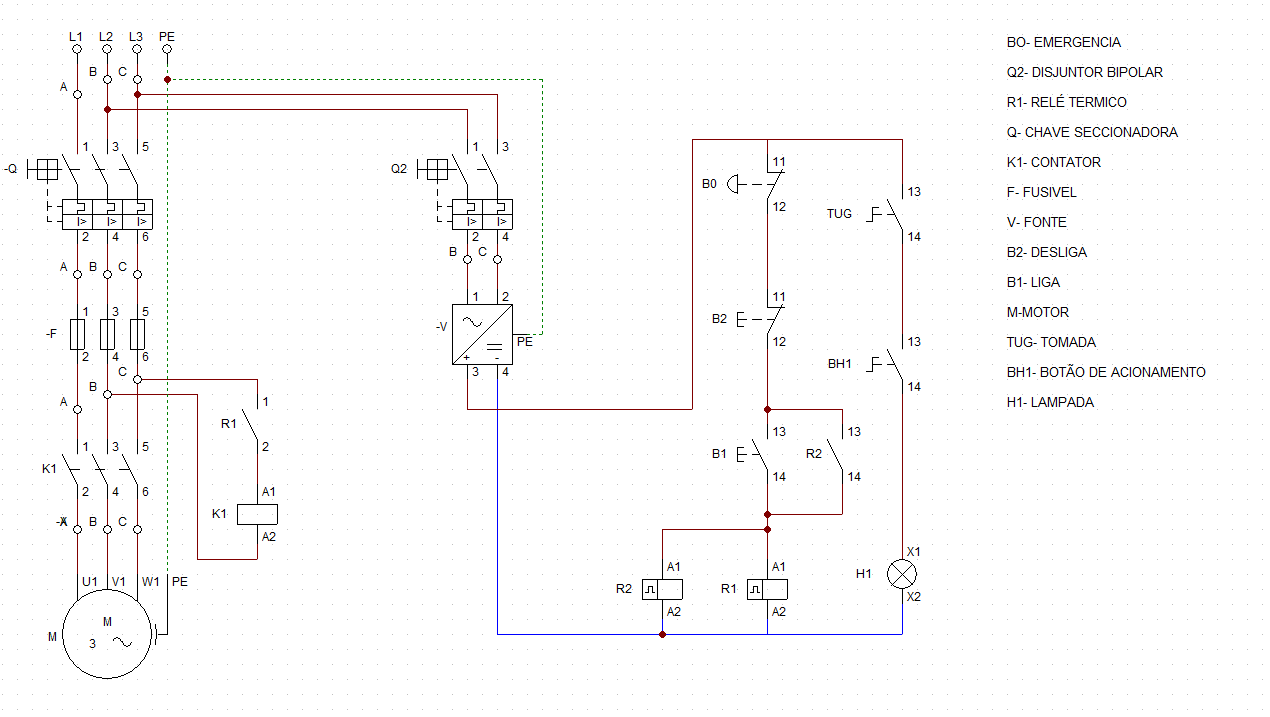 L1 L2 L3 PE
A B C
1 3 5
-Q
I> I> I>
2 4 6
A B C
1 3 5
-F
2 4 6
C
B
A
1 3 5
K1
2 4 6
B C
U1 V1 W1 PE
M
M
3
1
R1
2
A1
K1
A2
1 3
Q2
I> I>
2 4
B C
1 2
-V
PE
+ -
3 4
11
B0
12
13
TUG
14
11
B2
12
13
BH1
14
13
B1
14
13
R2
14
A1
R2
A2
A1
R1
A2
X1
H1
X2
BO- EMERGENCIA
Q2- DISJUNTOR BIPOLAR
R1- RELÉ TERMICO
Q- CHAVE SECCIONADORA
K1- CONTATOR
F- FUSIVEL
V- FONTE
B2- DESLIGA
B1- LIGA
M-MOTOR
TUG- TOMADA
BH1- BOTÃO DE ACIONAMENTO
H1- LAMPADA